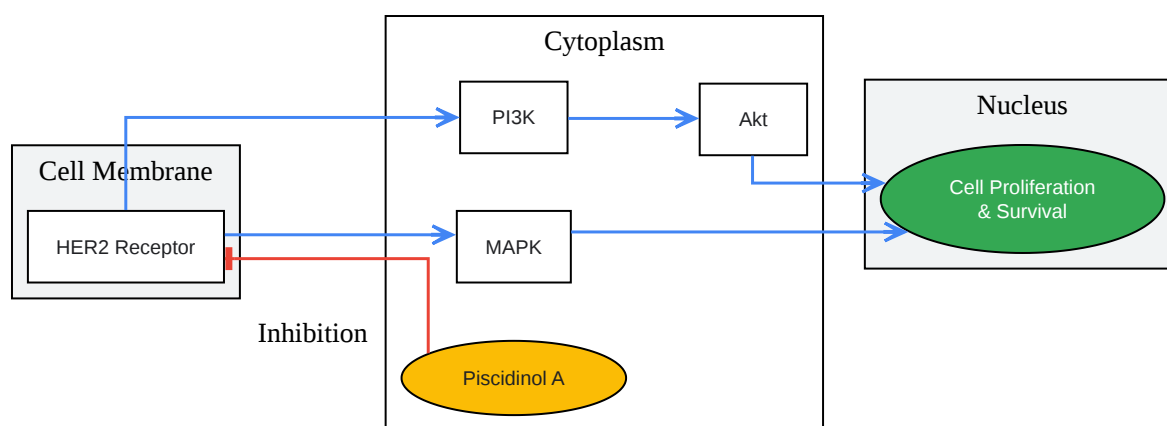 Cytoplasm
PI3K
Akt
Nucleus
Cell Membrane
Cell Proliferation
& Survival
HER2 Receptor
MAPK
Inhibition
Piscidinol A